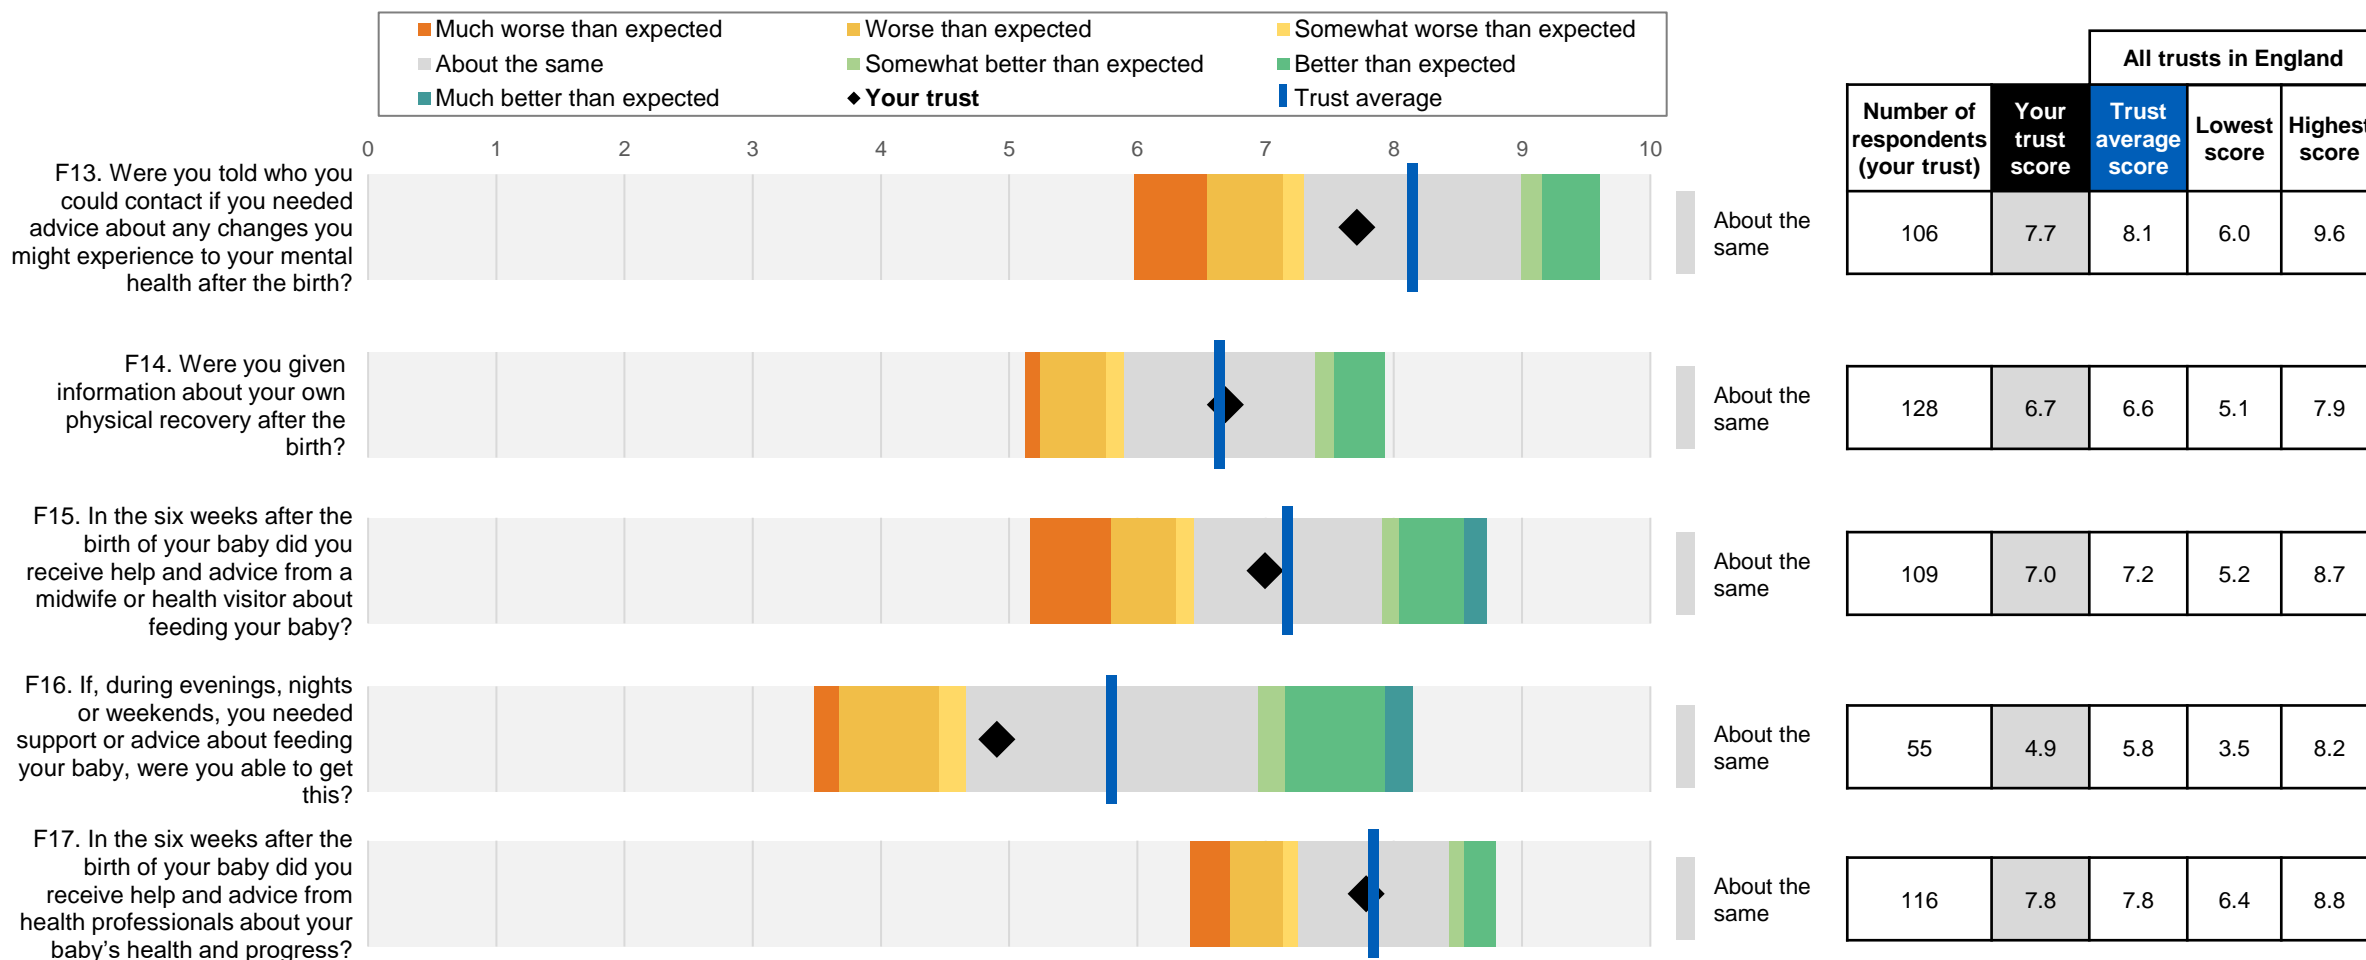 Much worse than expected
Worse than expected
Somewhat worse than expected
About the same
Somewhat better than expected
Better than expected
Much better than expected
Your trust
Trust average
All trusts in England
Number of respondents (your trust)
Your trust score
Trust average score
Lowest score
Highest score
0 1 2 3 4 5 6 7 8 9 10
F13. Were you told who you
could contact if you needed
advice about any changes you
might experience to your mental
health after the birth?
About the
same
106 7.7 8.1 6.0 9.6
F14. Were you given
information about your own
physical recovery after the
birth?
About the
same
128 6.7 6.6 5.1 7.9
F15. In the six weeks after the
birth of your baby did you
receive help and advice from a
midwife or health visitor about
feeding your baby?
About the
same
109 7.0 7.2 5.2 8.7
F16. If, during evenings, nights
or weekends, you needed
support or advice about feeding
your baby, were you able to get
this?
About the
same
55 4.9 5.8 3.5 8.2
F17. In the six weeks after the
birth of your baby did you
receive help and advice from
health professionals about your
baby’s health and progress?
About the
same
116 7.8 7.8 6.4 8.8